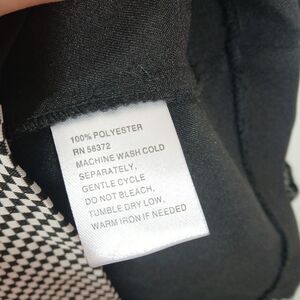 100% POLYESTER
RN 56372
MACHINE WASH COLD
SEPARATELY,
GENTLE CYCLE
DO NOT BLEACH,
TUMBLE DRY LOW,
WARM IRON IF NEEDED